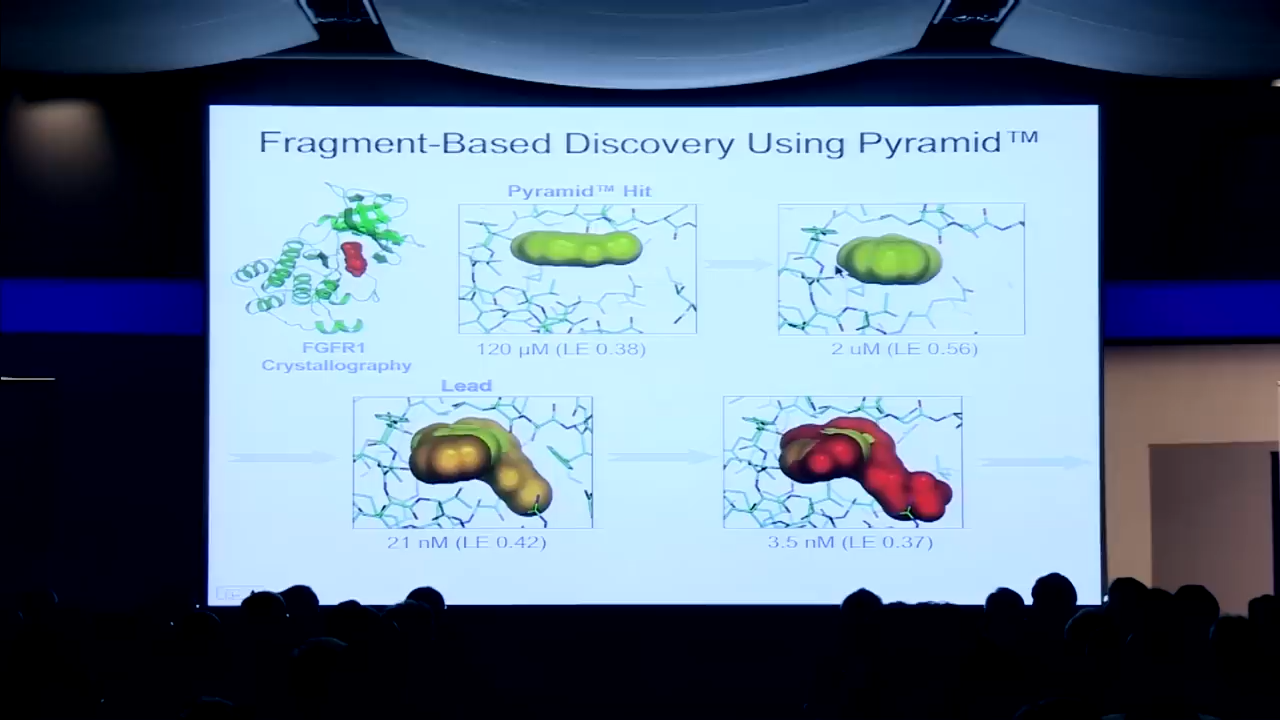 Fragment-Based Discovery Using Pyramid™
Pyramid™ Hit
FGFR1
Crystallography
120 µM (LE 0.38)
2 uM (LE 0.56)
Lead
21 nM (LE 0.42)
3.5 nM (LE 0.37)